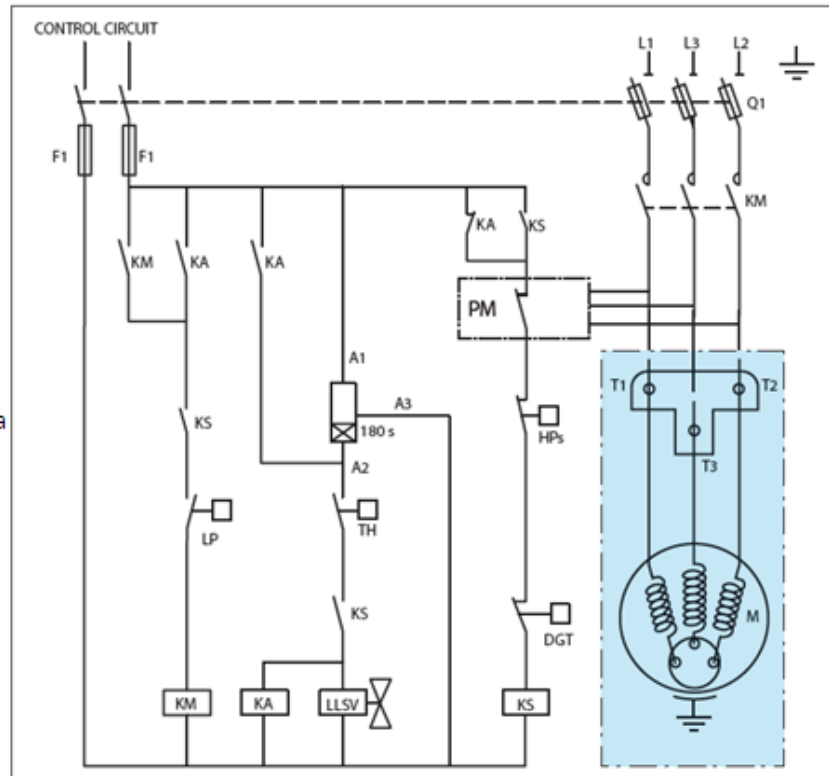 CONTROL CIRCUIT
L1 L3 L2
Q1
F1 F1
KM
KA KS
KM KA KA
PM
A1
T1 T2
a
A3
180 s
HPs
KS
A2
T3
LP TH
KS
M
DGT
KM KA LLSV KS